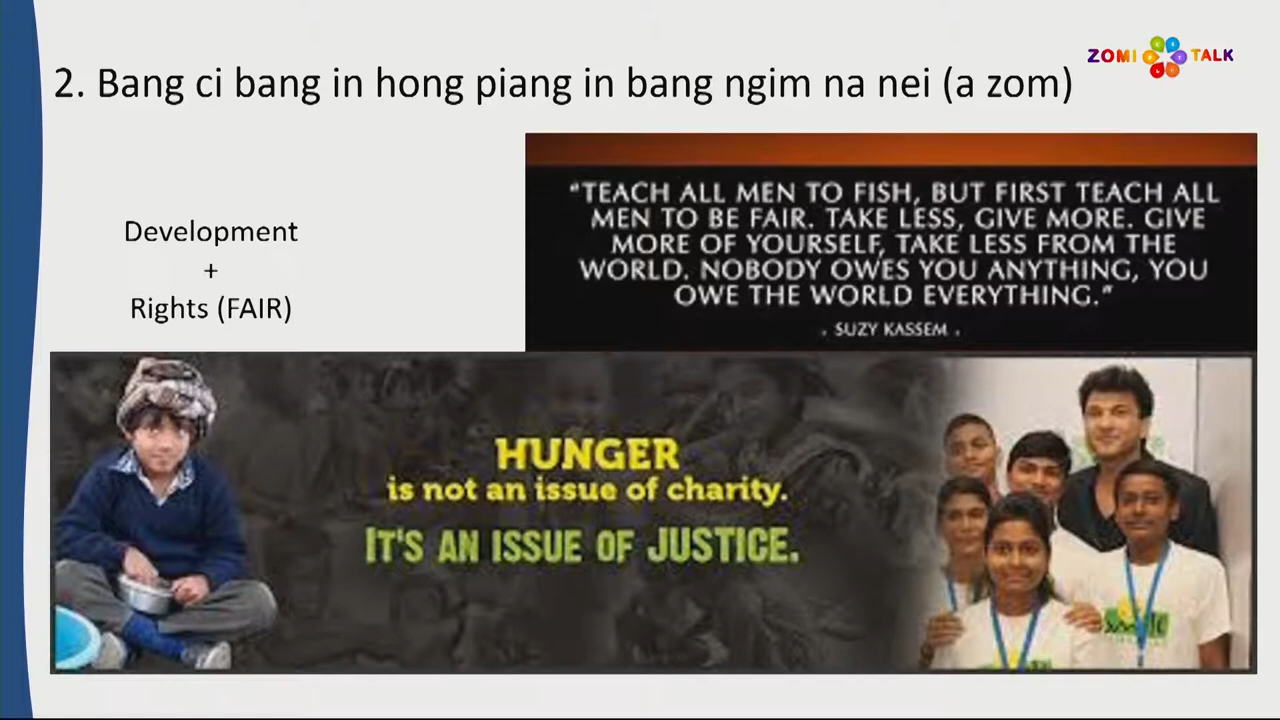 ZOMI TALK
2. Bang ci bang in hong piang in bang ngim na nei (a zom)
Development
+
Rights (FAIR)
"TEACH ALL MEN TO FISH, BUT FIRST TEACH ALL
MEN TO BE FAIR. TAKE LESS, GIVE MORE. GIVE
MORE OF YOURSELF, TAKE LESS FROM THE
WORLD. NOBODY OWES YOU ANYTHING, YOU
OWE THE WORLD EVERYTHING."
. SUZY KASSEM .
HUNGER
is not an issue of charity.
IT'S AN ISSUE OF JUSTICE.